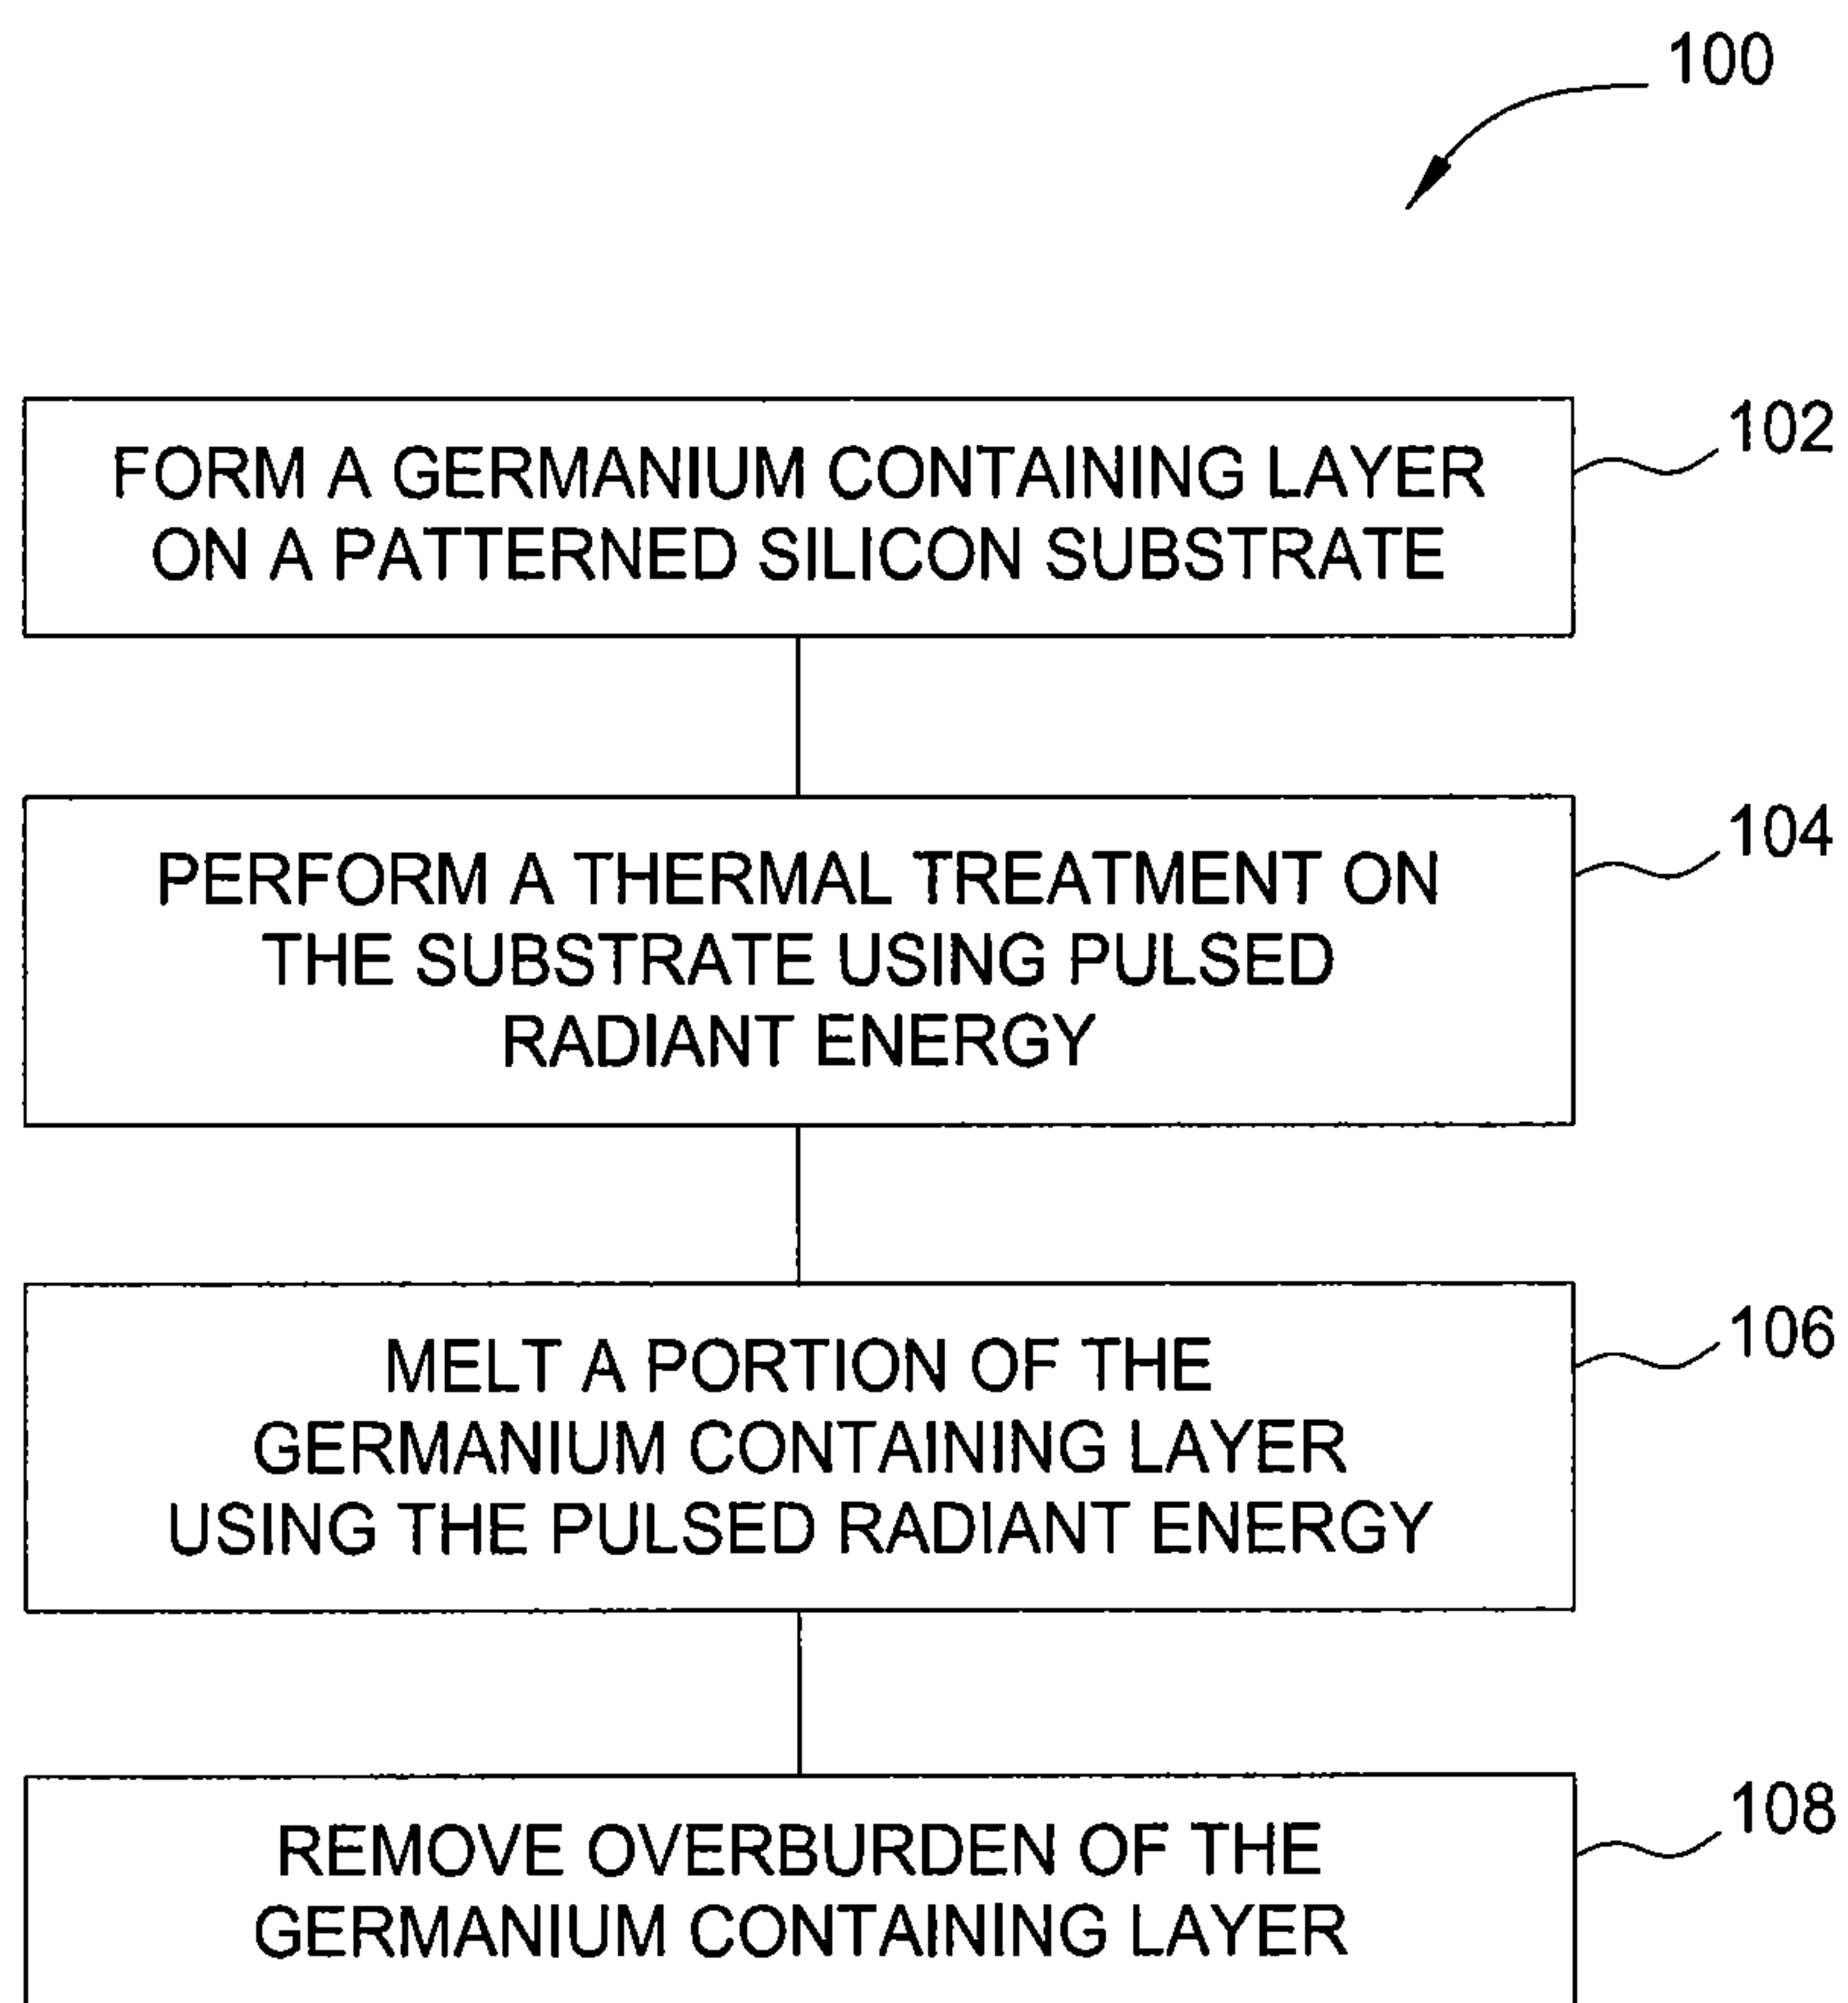 100
FORM A GERMANIUM CONTAINING LAYER
ON A PATTERNED SILICON SUBSTRATE
102
PERFORM A THERMAL TREATMENT ON
THE SUBSTRATE USING PULSED
RADIANT ENERGY
104
MELT A PORTION OF THE
GERMANIUM CONTAINING LAYER
USING THE PULSED RADIANT ENERGY
106
REMOVE OVERBURDEN OF THE
GERMANIUM CONTAINING LAYER
108